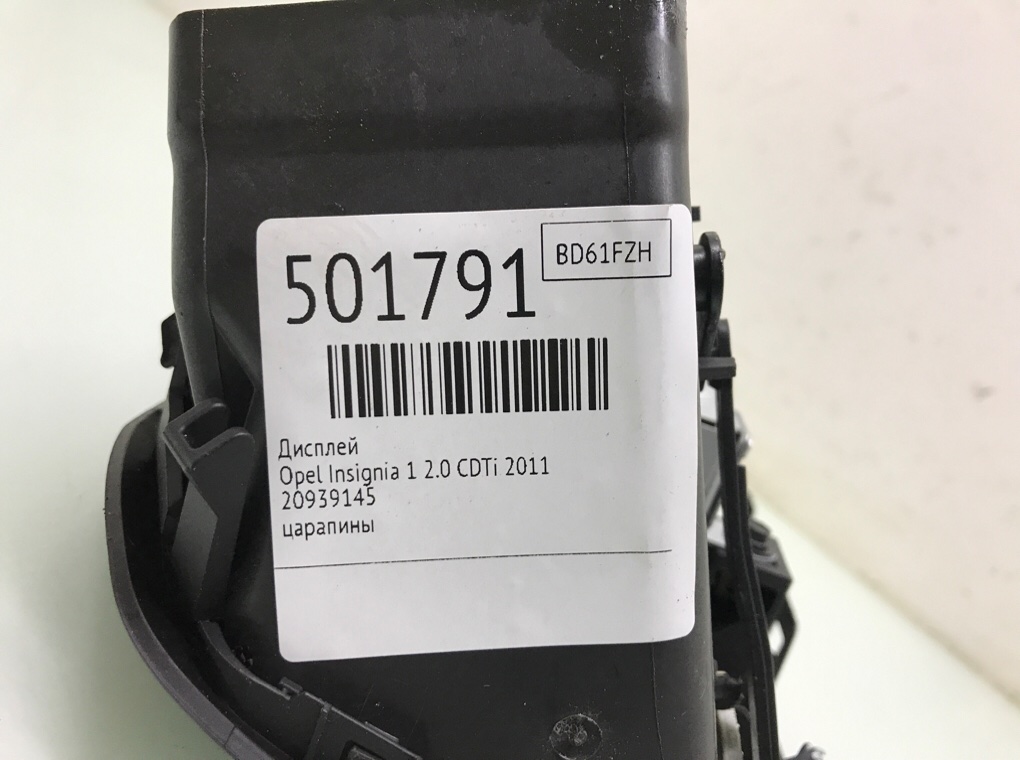 501791
BD61FZH
Дисплей
Opel Insignia 1 2.0 CDTi 2011
20939145
царапины